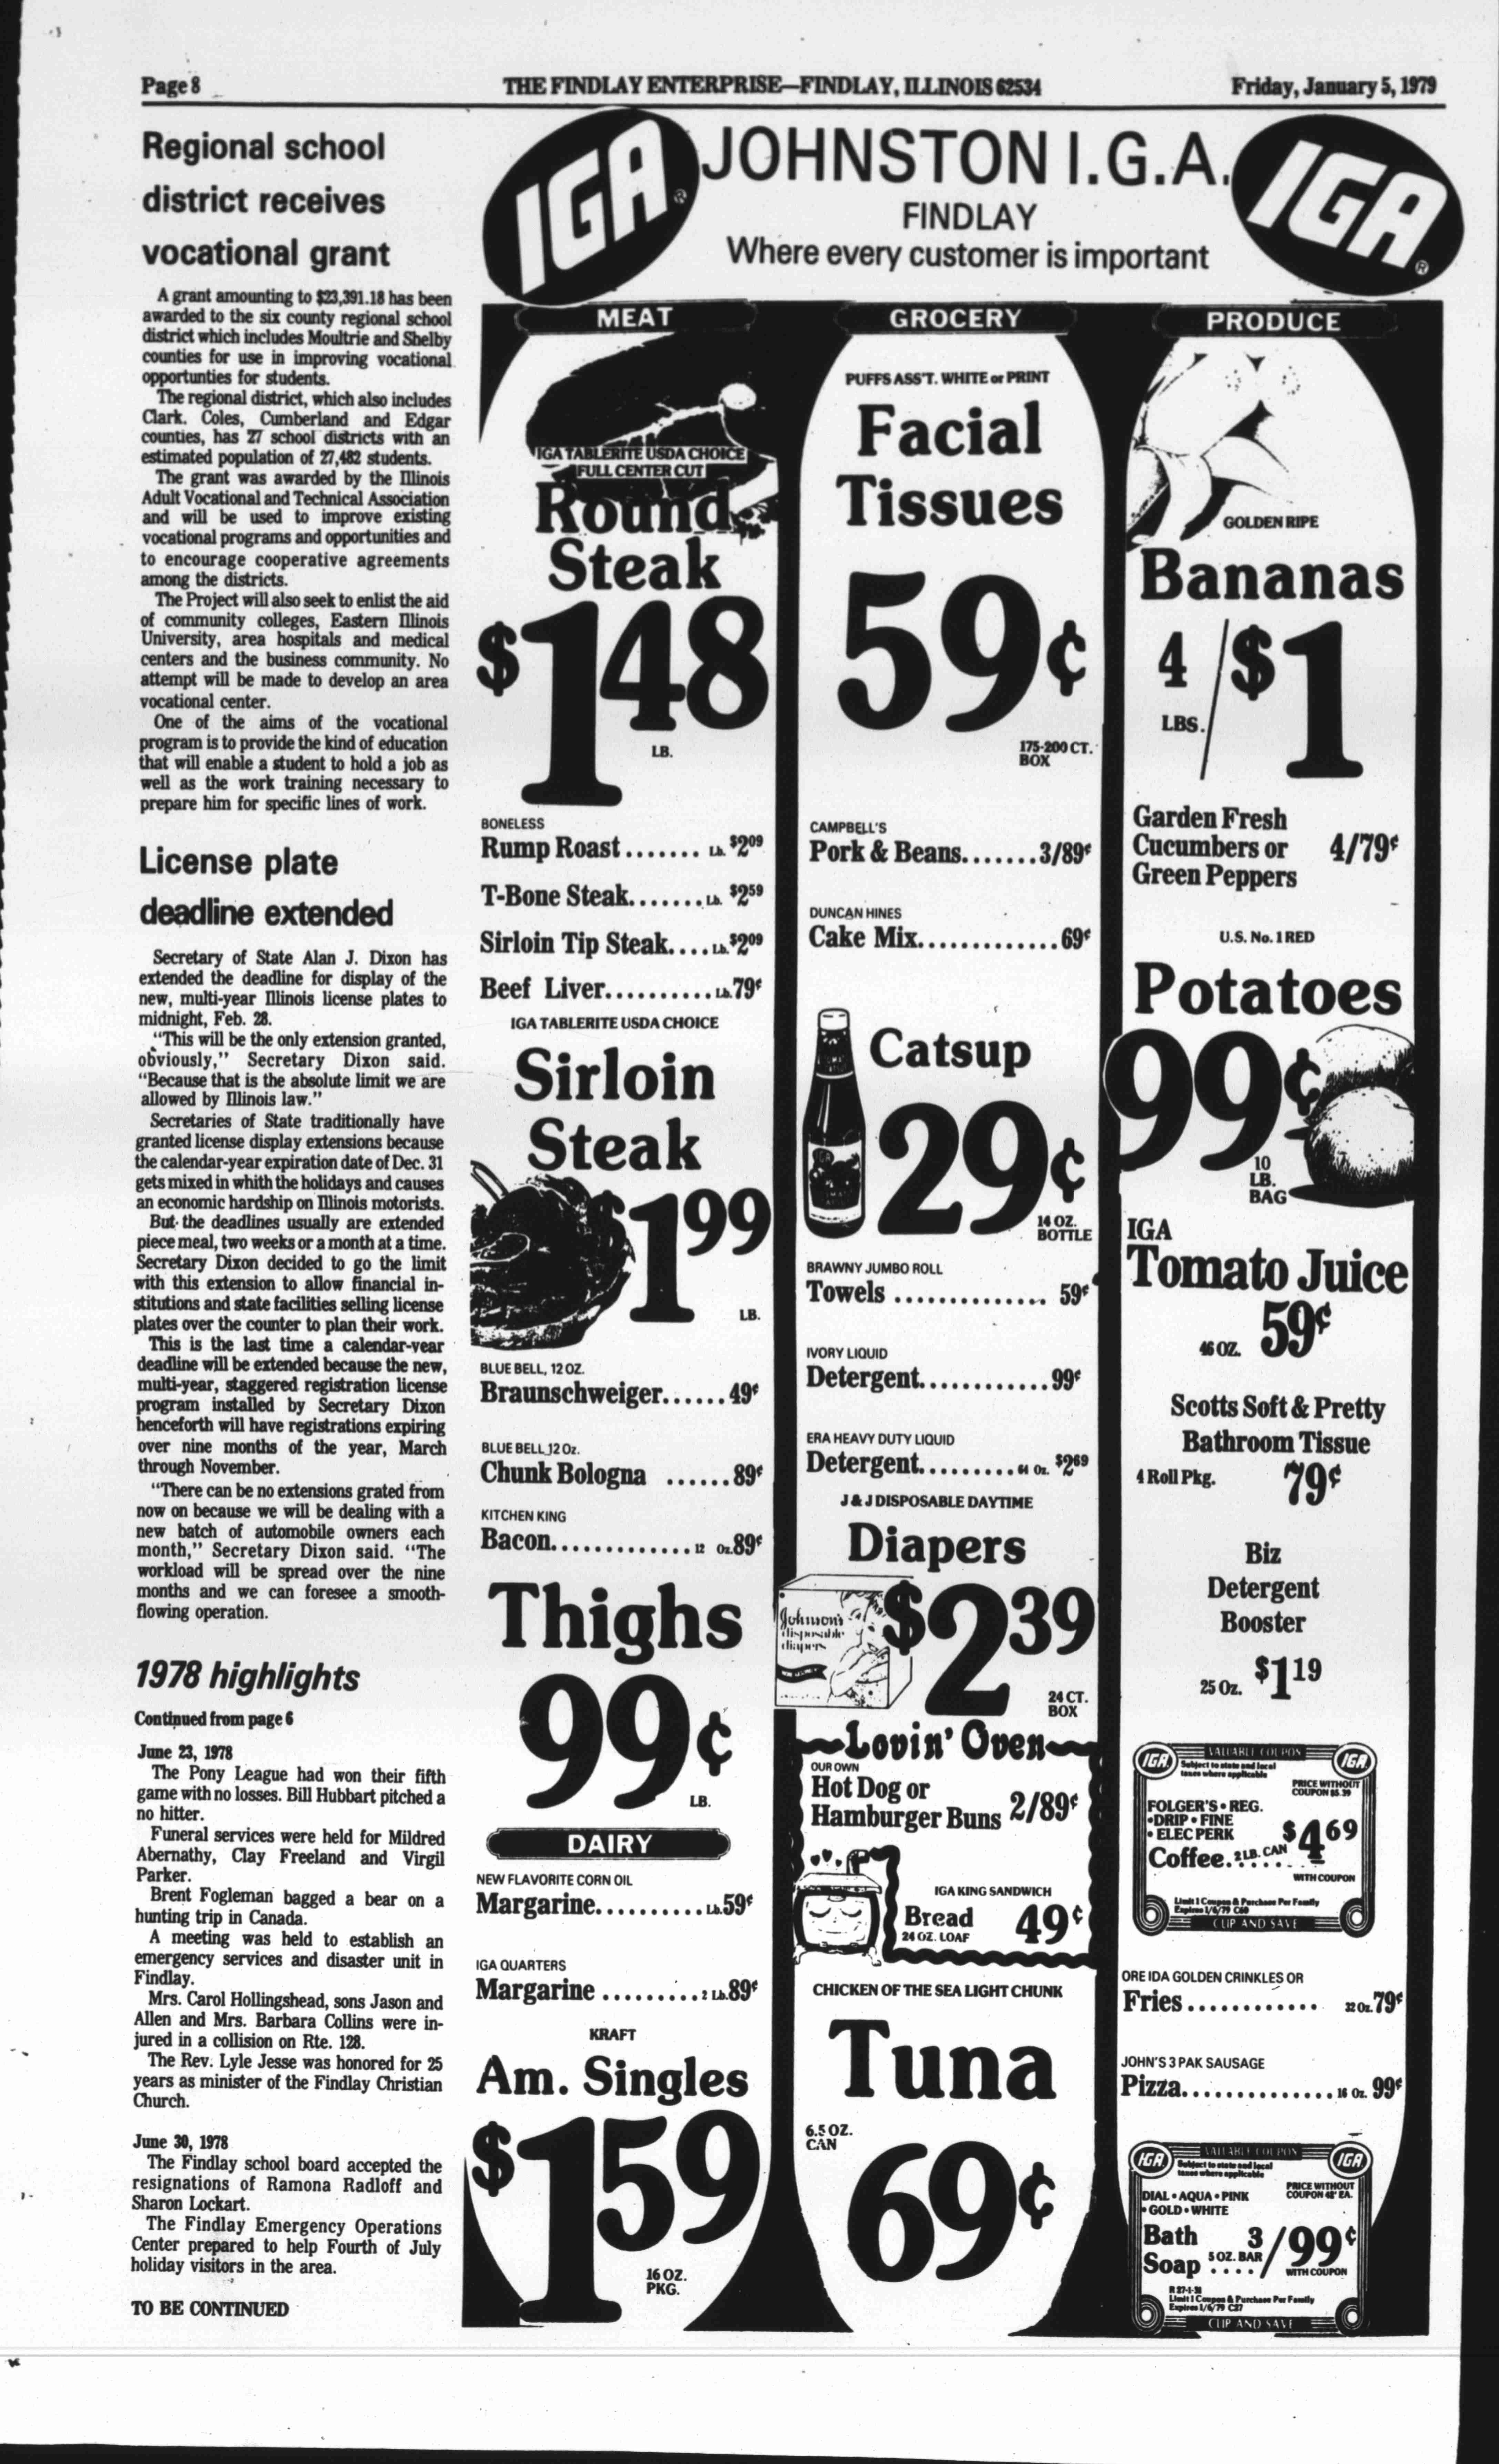 Page 8
THE FINDLAY ENTERPRISE—FINDLAY, ILLINOIS 62534
Friday, January 5, 1979
Regional school
district receives
vocational grant
A grant amounting to $23,391.18 has been
awarded to the six county regional school
district which includes Moultrie and Shelby
counties for use in improving vocational
opportunties for students.
The regional district, which also includes
Clark. Coles, Cumberland and Edgar
counties, has 27 school districts with an
estimated population of 27,482 students.
The grant was awarded by the Illinois
Adult Vocational and Technical Association
and will be used to improve existing
vocational programs and opportunities and
to encourage cooperative agreements
among the districts.
The Project will also seek to enlist the aid
of community colleges, Eastern Illinois
University, area hospitals and medical
centers and the business community. No
attempt will be made to develop an area
vocational center.
One of the aims of the vocational
program is to provide the kind of education
that will enable a student to hold a job as
well as the work training necessary to
prepare him for specific lines of work.
License plate
deadline extended
Secretary of State Alan J. Dixon has
extended the deadline for display of the
new, multi-year Illinois license plates to
midnight, Feb. 28.
"This will be the only extension granted,
obviously," Secretary Dixon said.
"Because that is the absolute limit we are
allowed by Illinois law."
Secretaries of State traditionally have
granted license display extensions because
the calendar-year expiration date of Dec. 31
gets mixed in whith the holidays and causes
an economic hardship on Illinois motorists.
But the deadlines usually are extended
piece meal, two weeks or a month at a time.
Secretary Dixon decided to go the limit
with this extension to allow financial in-
stitutions and state facilities selling license
plates over the counter to plan their work.
This is the last time a calendar-year
deadline will be extended because the new,
multi-year, staggered registration license
program installed by Secretary Dixon
henceforth will have registrations expiring
over nine months of the year, March
through November.
"There can be no extensions grated from
now on because we will be dealing with a
new batch of automobile owners each
month," Secretary Dixon said. "The
workload will be spread over the nine
months and we can foresee a smooth-
flowing operation.
1978 highlights
Continued from page 6
June 23, 1978
The Pony League had won their fifth
game with no losses. Bill Hubbart pitched a
no hitter.
Funeral services were held for Mildred
Abernathy, Clay Freeland and Virgil
Parker.
Brent Fogleman bagged a bear on a
hunting trip in Canada.
A meeting was held to establish an
emergency services and disaster unit in
Findlay.
Mrs. Carol Hollingshead, sons Jason and
Allen and Mrs. Barbara Collins were in-
jured in a collision on Rte. 128.
The Rev. Lyle Jesse was honored for 25
years as minister of the Findlay Christian
Church.
June 30, 1978
The Findlay school board accepted the
resignations of Ramona Radloff and
Sharon Lockart.
The Findlay Emergency Operations
Center prepared to help Fourth of July
holiday visitors in the area.
TO BE CONTINUED
IGA®
JOHNSTON I.G.A.
FINDLAY
Where every customer is important
IGA®
MEAT
IGA TABLERITE USDA CHOICE
FULL CENTER CUT
Round
Steak
$1 48
LB.
BONELESS
Rump Roast....... Lb. $2 09
T-Bone Steak....... Lb. $2 59
Sirloin Tip Steak.... Lb. $2 09
Beef Liver.......... Lb. 79¢
IGA TABLERITE USDA CHOICE
Sirloin
Steak
$1 99
LB.
BLUE BELL, 12 OZ.
Braunschweiger...... 49¢
BLUE BELL 12 Oz.
Chunk Bologna ...... 89¢
KITCHEN KING
Bacon............. 12 Oz. 89¢
Thighs
99¢
LB.
DAIRY
NEW FLAVORITE CORN OIL
Margarine.......... Lb. 59¢
IGA QUARTERS
Margarine ......... 2 Lb. 89¢
KRAFT
Am. Singles
$1 59
16 OZ.
PKG.
GROCERY
PUFFS ASS'T. WHITE or PRINT
Facial
Tissues
59¢
175-200 CT.
BOX
CAMPBELL'S
Pork & Beans....... 3/89¢
DUNCAN HINES
Cake Mix............. 69¢
Catsup
IGA
29¢
14 OZ.
BOTTLE
BRAWNY JUMBO ROLL
Towels .............. 59¢
IVORY LIQUID
Detergent............ 99¢
ERA HEAVY DUTY LIQUID
Detergent......... 64 Oz. $2 69
J & J DISPOSABLE DAYTIME
Diapers
Johnson's
disposable
diapers
$2 39
24 CT.
BOX
Lovin' Oven
OUR OWN
Hot Dog or
Hamburger Buns 2/89¢
IGA KING SANDWICH
Bread 49¢
24 OZ. LOAF
CHICKEN OF THE SEA LIGHT CHUNK
Tuna
6.5 OZ.
CAN
69¢
PRODUCE
GOLDEN RIPE
Bananas
4 LBS./$1
Garden Fresh
Cucumbers or 4/79¢
Green Peppers
U.S. No. 1 RED
Potatoes
99¢
10
LB.
BAG
IGA
Tomato Juice
46 OZ. 59¢
Scotts Soft & Pretty
Bathroom Tissue
4 Roll Pkg. 79¢
Biz
Detergent
Booster
25 Oz. $1 19
IGA VALUABLE COUPON IGA
Subject to state and local
taxes where applicable
PRICE WITHOUT
COUPON $5.39
FOLGER'S • REG.
• DRIP • FINE
• ELEC PERK
Coffee. 2 LB. CAN $4 69
WITH COUPON
Limit 1 Coupon & Purchase Per Family
Expires 1/6/79 C60
CLIP AND SAVE
ORE IDA GOLDEN CRINKLES OR
Fries ............ 32 Oz. 79¢
JOHN'S 3 PAK SAUSAGE
Pizza.............. 16 Oz. 99¢
IGA VALUABLE COUPON IGA
Subject to state and local
taxes where applicable
PRICE WITHOUT
COUPON 42¢ EA.
DIAL • AQUA • PINK
• GOLD • WHITE
Bath
Soap 5 OZ. BAR .... 3/99¢
WITH COUPON
Limit 1 Coupon & Purchase Per Family
Expires 1/6/79 C27
CLIP AND SAVE